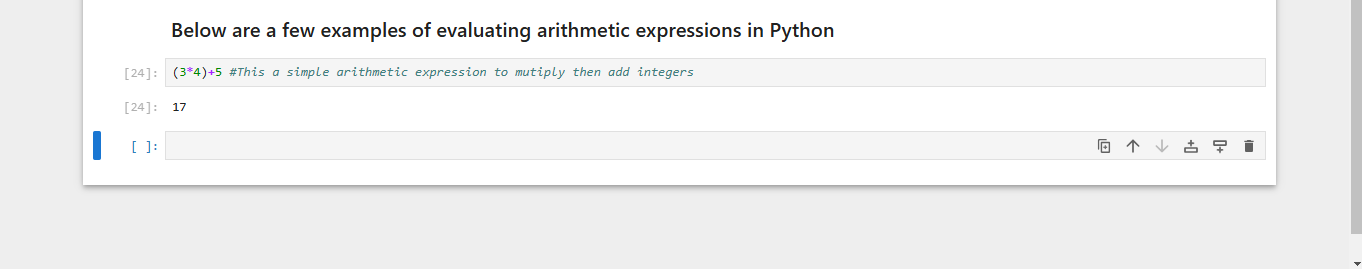 Below are a few examples of evaluating arithmetic expressions in Python
[24]: (3*4)+5 #This a simple arithmetic expression to mutiply then add integers
[24]: 17
[ ]: